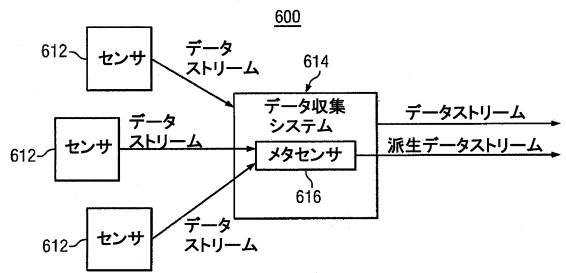 600
612
センサ
データ
ストリーム
614
データ収集
システム
データストリーム
612
センサ
データ
ストリーム
メタセンサ
派生データストリーム
616
612
センサ
データ
ストリーム